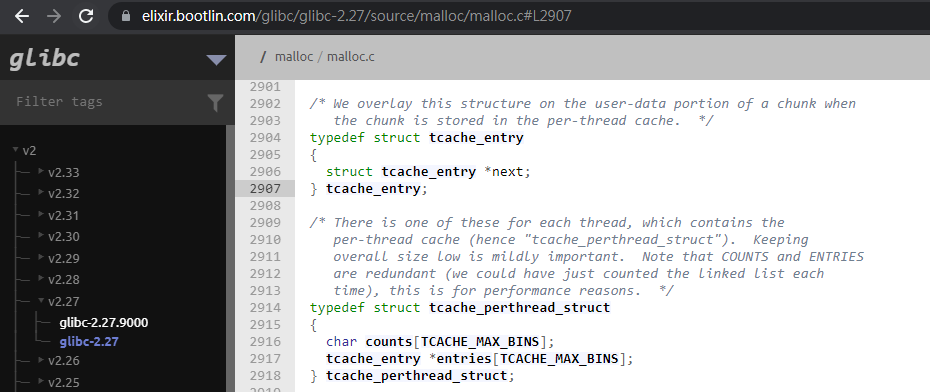 elixir.bootlin.com/glibc/glibc-2.27/source/malloc/malloc.c#L2907
glibc
/ malloc / malloc.c
Filter tags
v2
v2.33
v2.32
v2.31
v2.30
v2.29
v2.28
v2.27
glibc-2.27.9000
glibc-2.27
v2.26
v2.25
2901
2902 /* We overlay this structure on the user-data portion of a chunk when
2903 the chunk is stored in the per-thread cache. */
2904 typedef struct tcache_entry
2905 {
2906 struct tcache_entry *next;
2907 } tcache_entry;
2908
2909 /* There is one of these for each thread, which contains the
2910 per-thread cache (hence "tcache_perthread_struct"). Keeping
2911 overall size low is mildly important. Note that COUNTS and ENTRIES
2912 are redundant (we could have just counted the linked list each
2913 time), this is for performance reasons. */
2914 typedef struct tcache_perthread_struct
2915 {
2916 char counts[TCACHE_MAX_BINS];
2917 tcache_entry *entries[TCACHE_MAX_BINS];
2918 } tcache_perthread_struct;